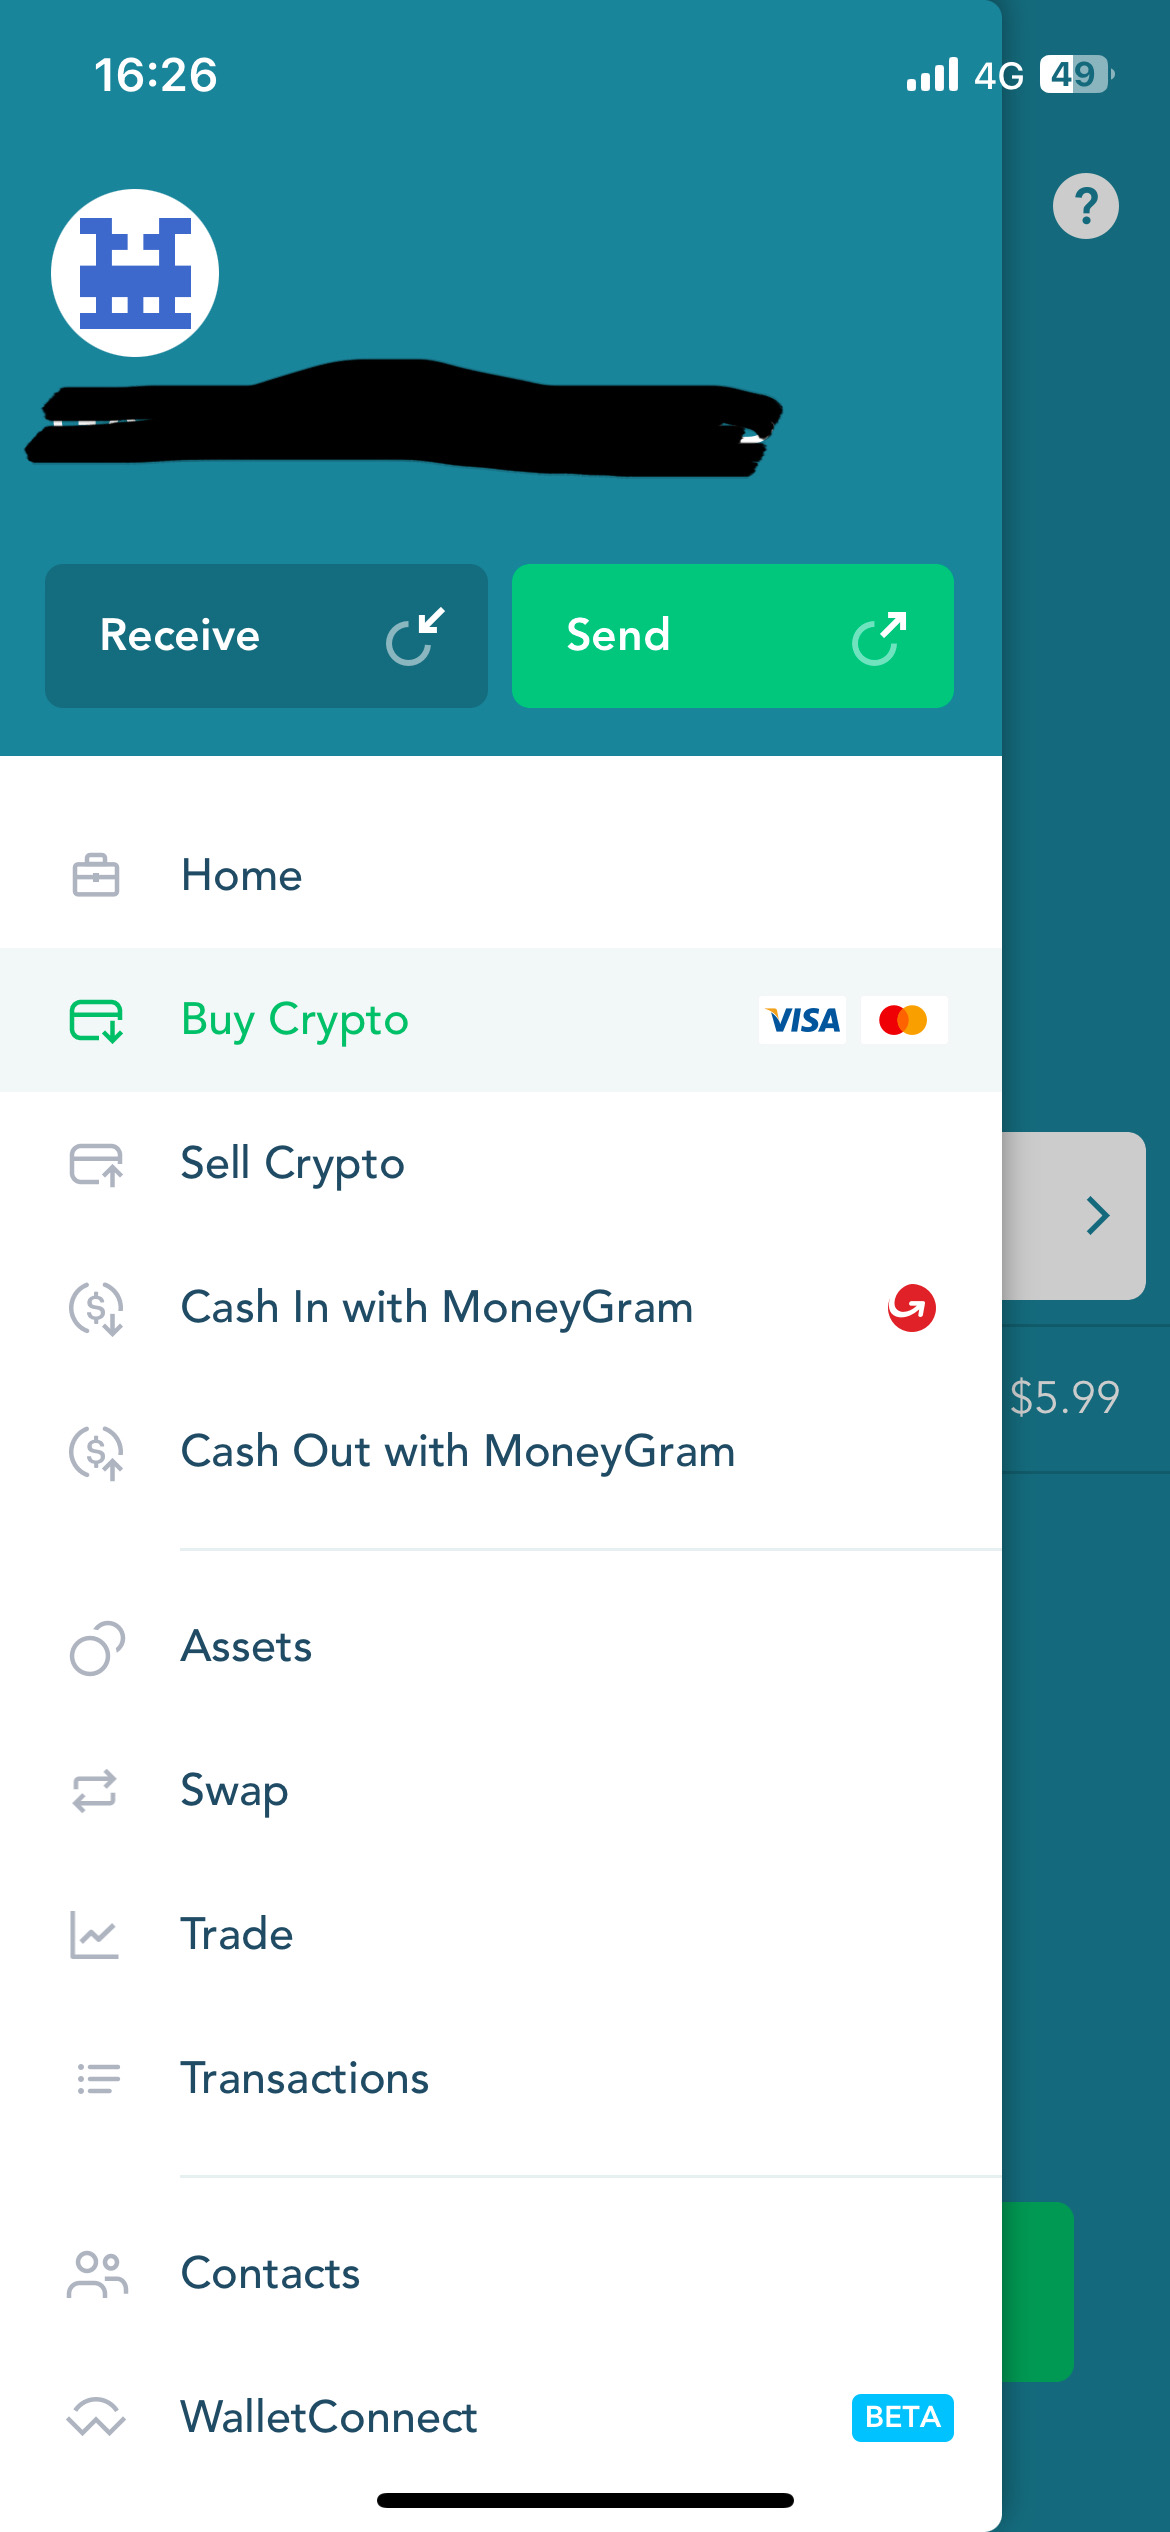 16:26
4G 49
?
Receive
Send
Home
Buy Crypto VISA
Sell Crypto
Cash In with MoneyGram
$5.99
Cash Out with MoneyGram
Assets
Swap
Trade
Transactions
Contacts
WalletConnect BETA